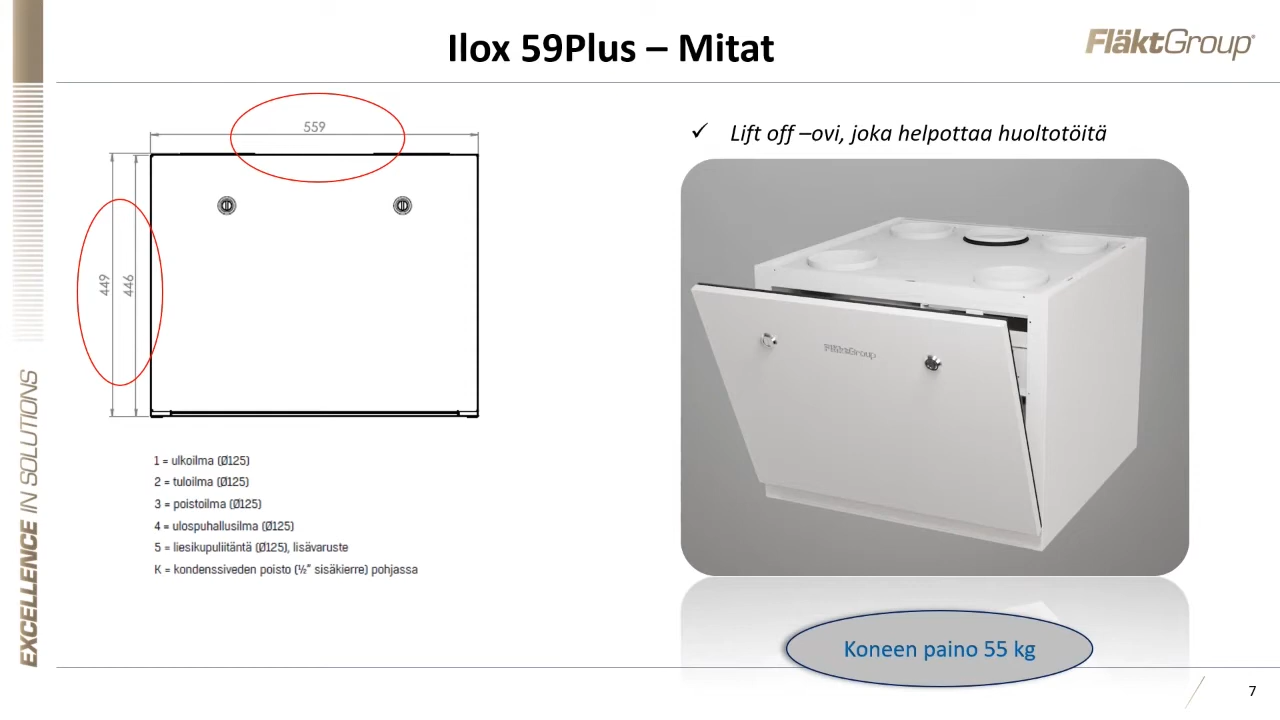 Ilox 59Plus – Mitat
FläktGroup
559
449
446
1 = ulkoilma (Ø125)
2 = tuloilma (Ø125)
3 = poistoilma (Ø125)
4 = ulospuhallusilma (Ø125)
5 = liesikupuliitäntä (Ø125), lisävaruste
K = kondenssiveden poisto (½” sisäkierre) pohjassa
✓ Lift off –ovi, joka helpottaa huoltotöitä
FläktGroup
Koneen paino 55 kg
EXCELLENCE IN SOLUTIONS
7